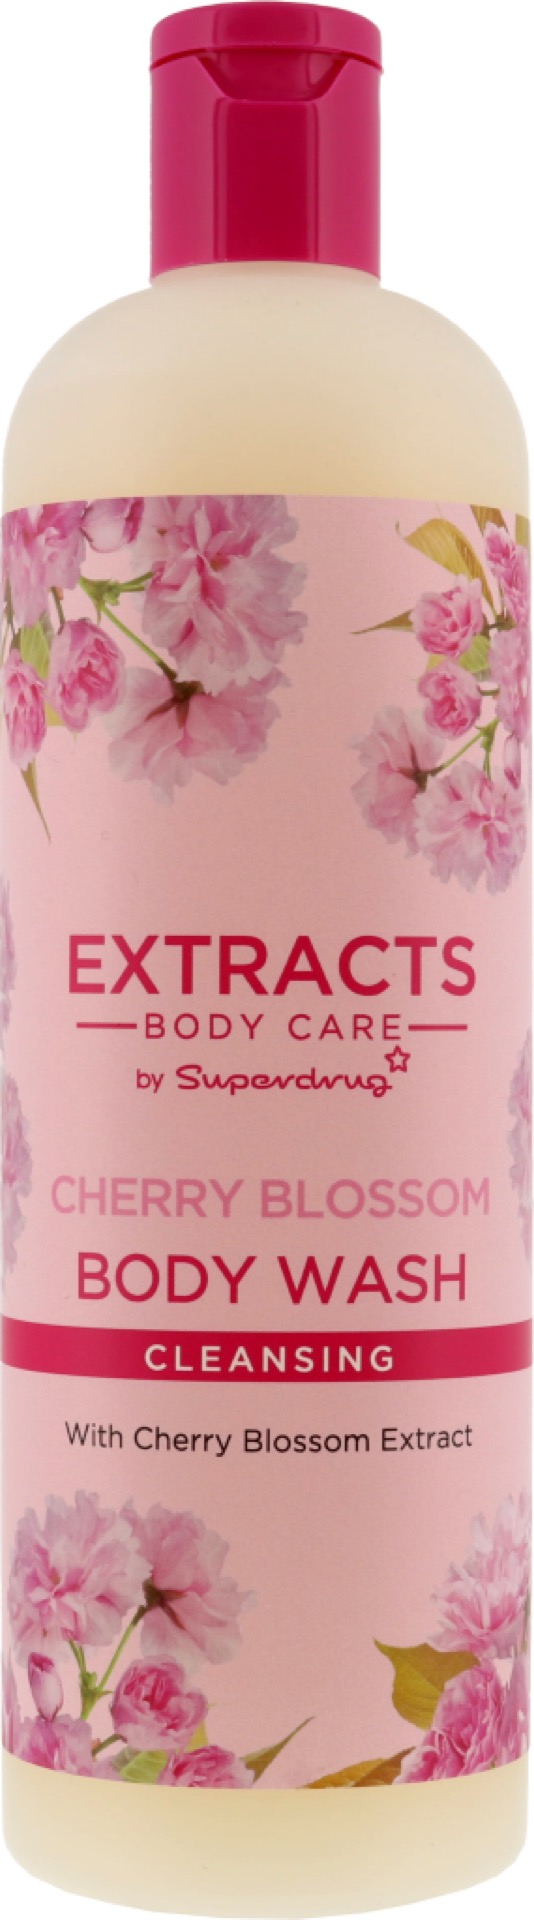 EXTRACTS
BODY CARE
by Superdrug
CHERRY BLOSSOM
BODY WASH
CLEANSING
With Cherry Blossom Extract